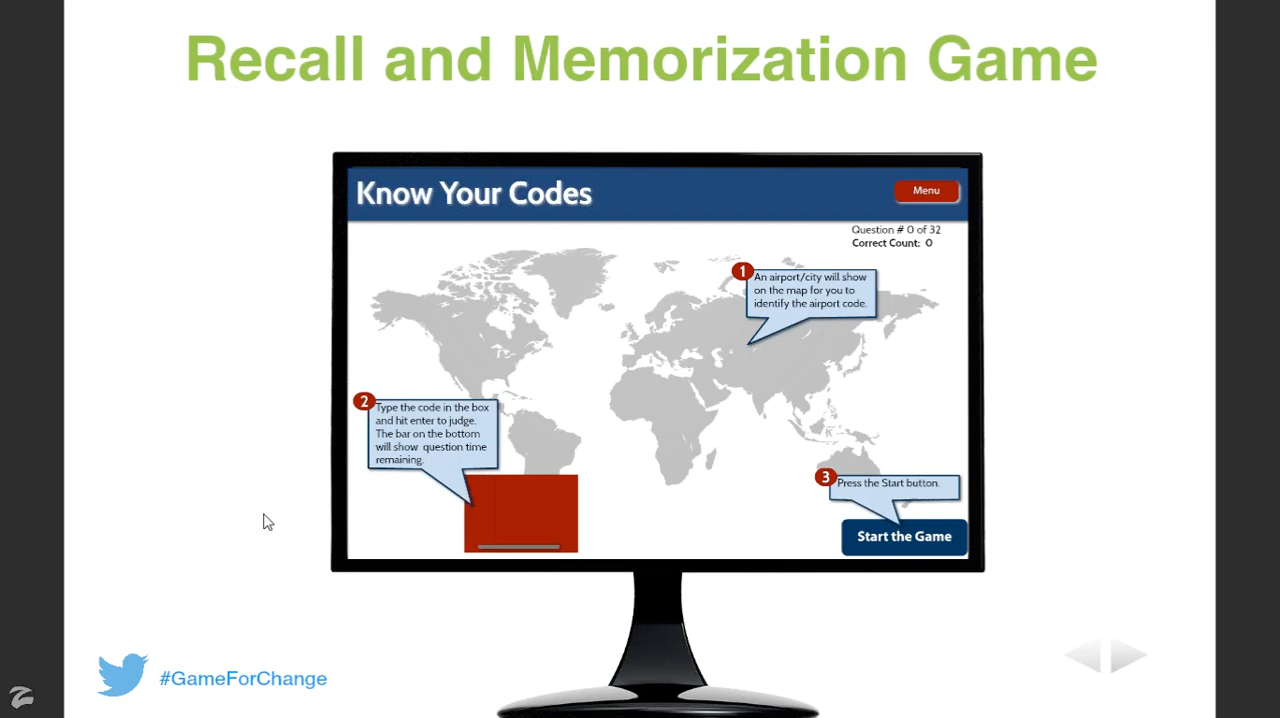 Recall and Memorization Game
Know Your Codes
Menu
Question # 0 of 32
Correct Count: 0
1
An airport/city will show
on the map for you to
identify the airport code.
2
Type the code in the box
and hit enter to judge.
The bar on the bottom
will show question time
remaining.
3
Press the Start button.
Start the Game
#GameForChange